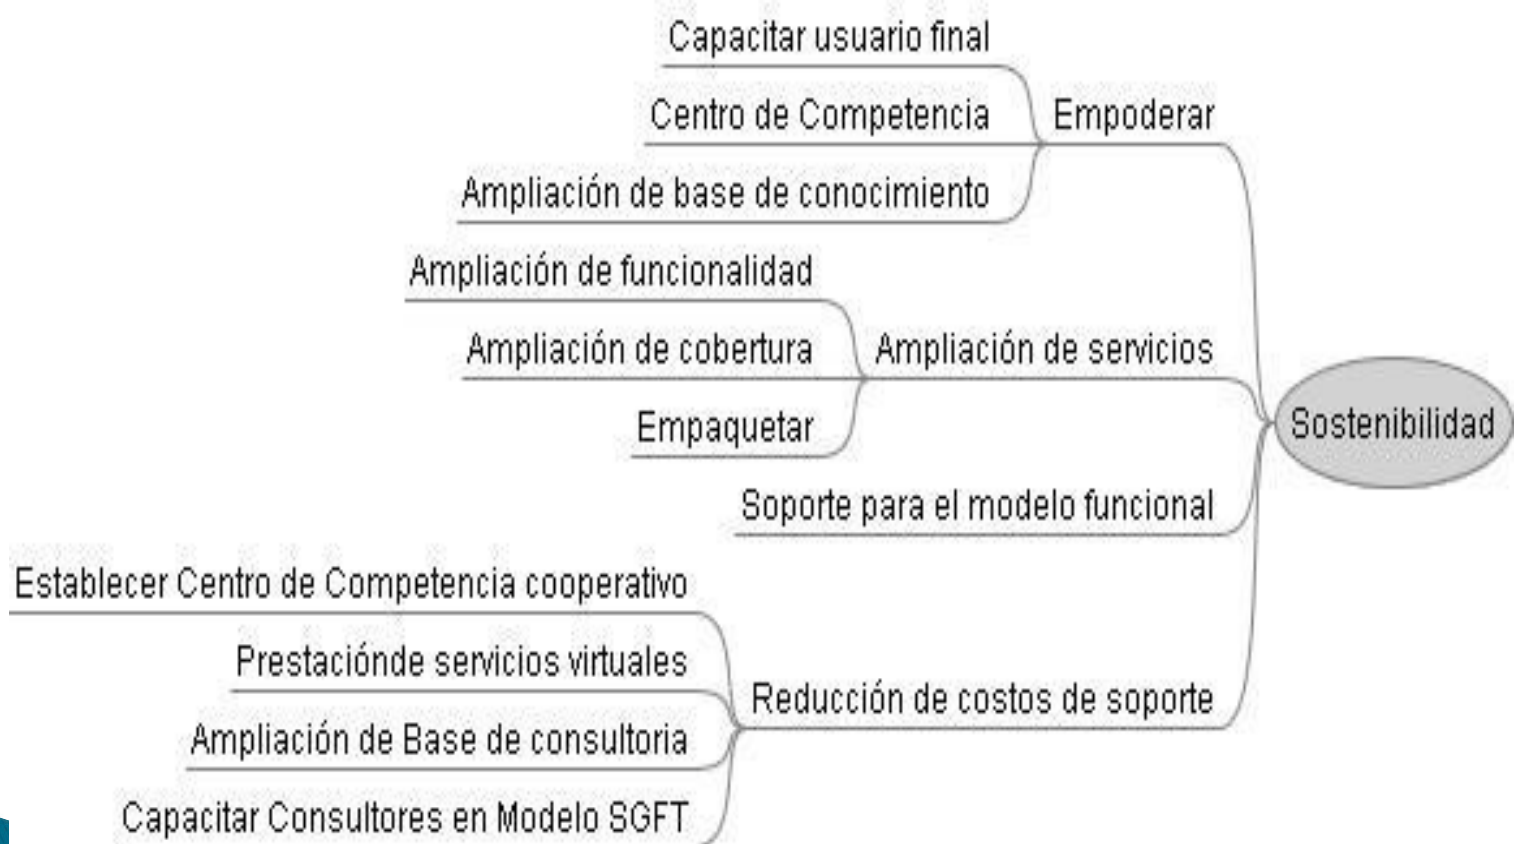 Capacitar usuario final
Centro de Competencia
Empoderar
Ampliación de base de conocimiento
Ampliación de funcionalidad
Ampliación de cobertura
Ampliación de servicios
Empaquetar
Sostenibilidad
Soporte para el modelo funcional
Establecer Centro de Competencia cooperativo
Prestaciónde servicios virtuales
Reducción de costos de soporte
Ampliación de Base de consultoria
Capacitar Consultores en Modelo SGFT